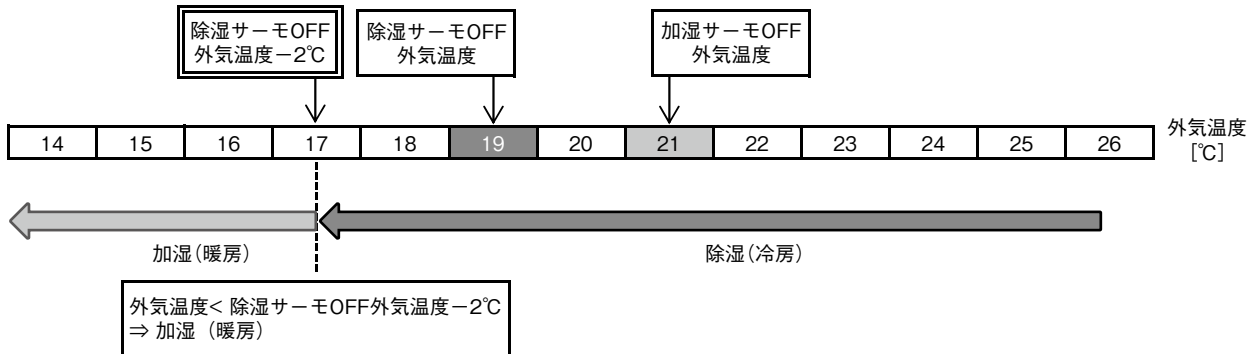 除湿サーモOFF
外気温度－2℃
除湿サーモOFF
外気温度
加湿サーモOFF
外気温度
14 15 16 17 18 19 20 21 22 23 24 25 26
外気温度
[℃]
加湿(暖房)
除湿(冷房)
外気温度< 除湿サーモOFF外気温度－2℃
⇒ 加湿（暖房）